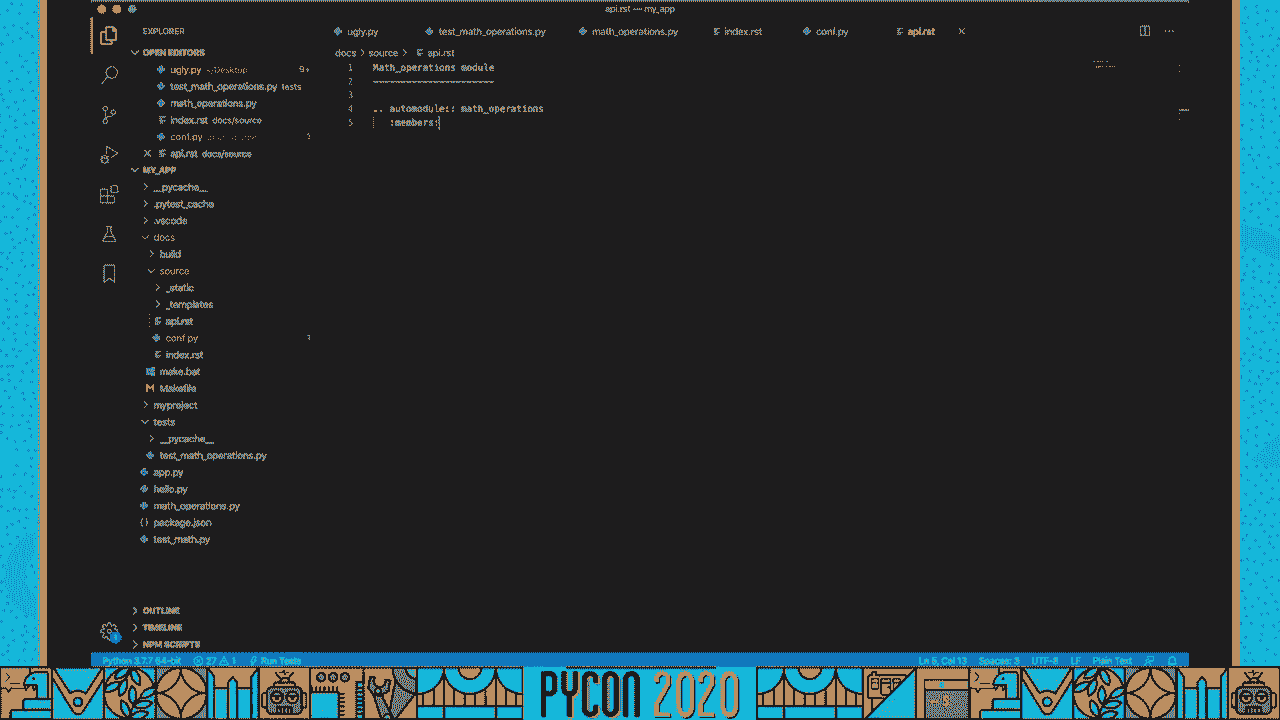 api.rst — my_app
EXPLORER
ugly.py
test_math_operations.py
math_operations.py
index.rst
conf.py
api.rst
OPEN EDITORS
docs > source > api.rst
ugly.py ~/Desktop 9+
test_math_operations.py tests
math_operations.py
index.rst docs/source
conf.py
api.rst docs/source
1 Math_operations module
2 ======================
3
4 .. automodule:: math_operations
5 :members:
MY_APP
__pycache__
.pytest_cache
.vscode
docs
build
source
_static
_templates
api.rst
conf.py
index.rst
make.bat
Makefile
myproject
tests
__pycache__
test_math_operations.py
app.py
hello.py
math_operations.py
package.json
test_math.py
OUTLINE
TIMELINE
NPM SCRIPTS
Python 3.7.7 64-bit 27 1 Run Tests
Ln 5, Col 13 Spaces: 3 UTF-8 LF Plain Text
PYCON 2020